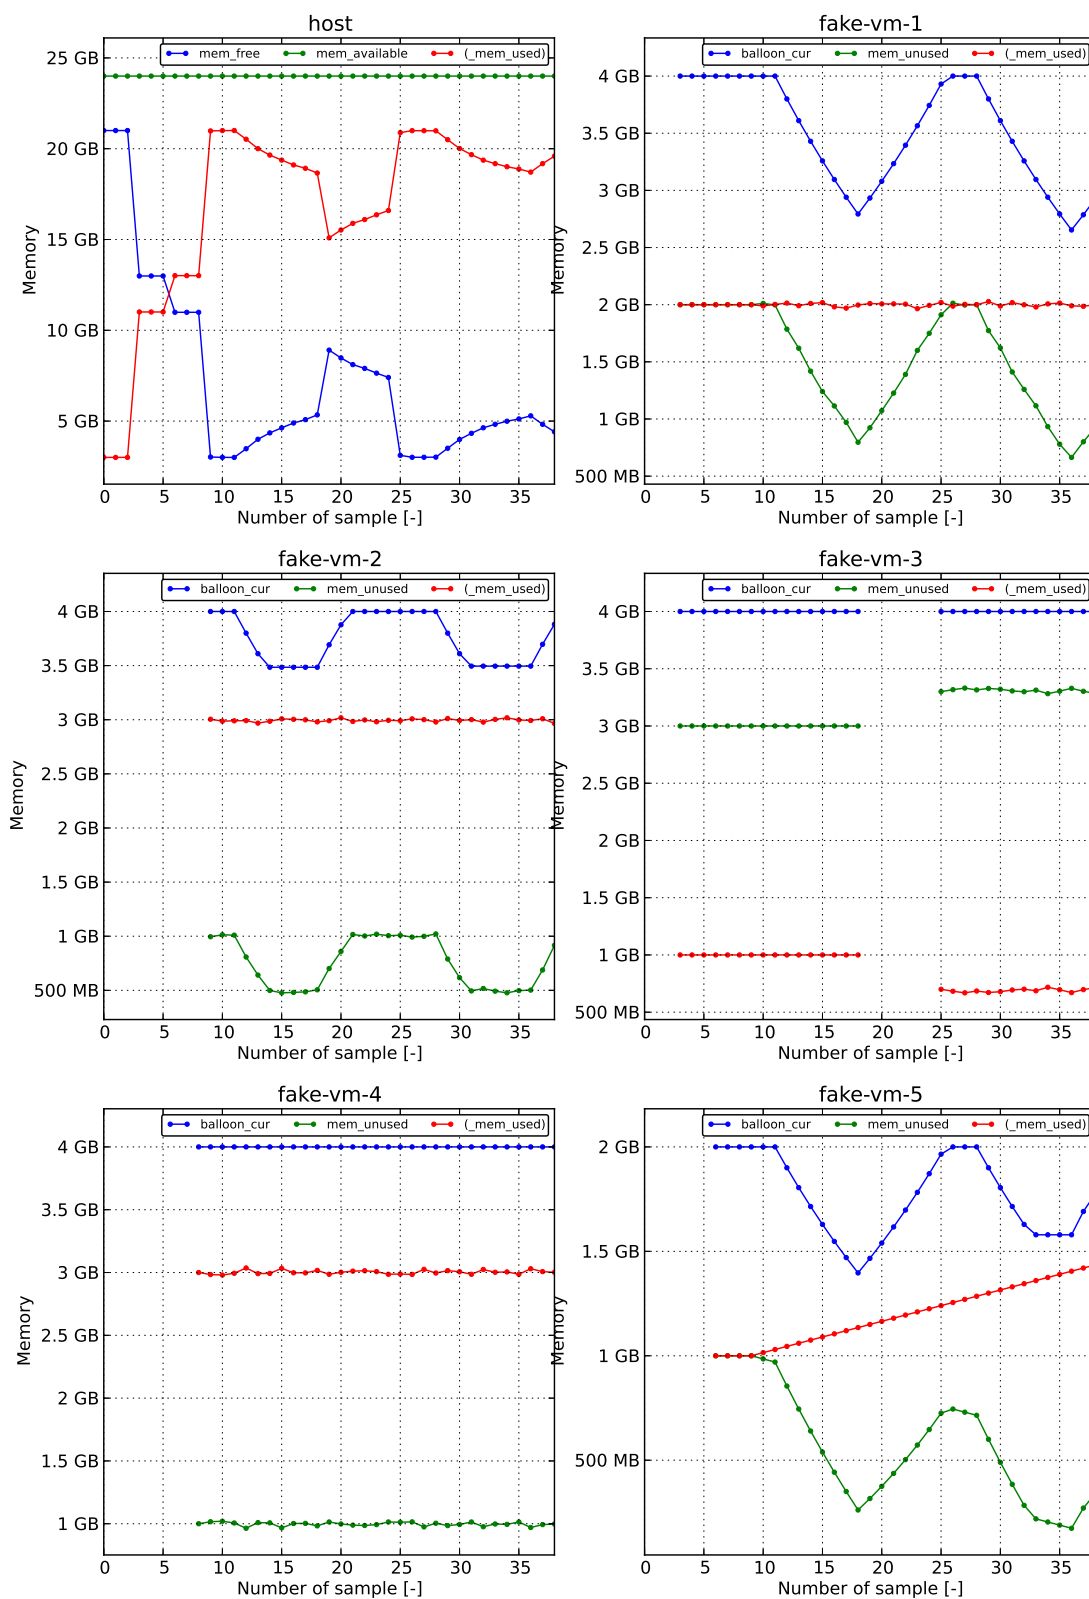 host
mem_free mem_available (_mem_used)
25 GB
20 GB
15 GB
10 GB
5 GB
Memory
0 5 10 15 20 25 30 35
Number of sample [-]
fake-vm-1
balloon_cur mem_unused (_mem_used)
4 GB
3.5 GB
3 GB
2.5 GB
2 GB
1.5 GB
1 GB
500 MB
Memory
0 5 10 15 20 25 30 35
Number of sample [-]
fake-vm-2
balloon_cur mem_unused (_mem_used)
4 GB
3.5 GB
3 GB
2.5 GB
2 GB
1.5 GB
1 GB
500 MB
Memory
0 5 10 15 20 25 30 35
Number of sample [-]
fake-vm-3
balloon_cur mem_unused (_mem_used)
4 GB
3.5 GB
3 GB
2.5 GB
2 GB
1.5 GB
1 GB
500 MB
Memory
0 5 10 15 20 25 30 35
Number of sample [-]
fake-vm-4
balloon_cur mem_unused (_mem_used)
4 GB
3.5 GB
3 GB
2.5 GB
2 GB
1.5 GB
1 GB
Memory
0 5 10 15 20 25 30 35
Number of sample [-]
fake-vm-5
balloon_cur mem_unused (_mem_used)
2 GB
1.5 GB
1 GB
500 MB
Memory
0 5 10 15 20 25 30 35
Number of sample [-]